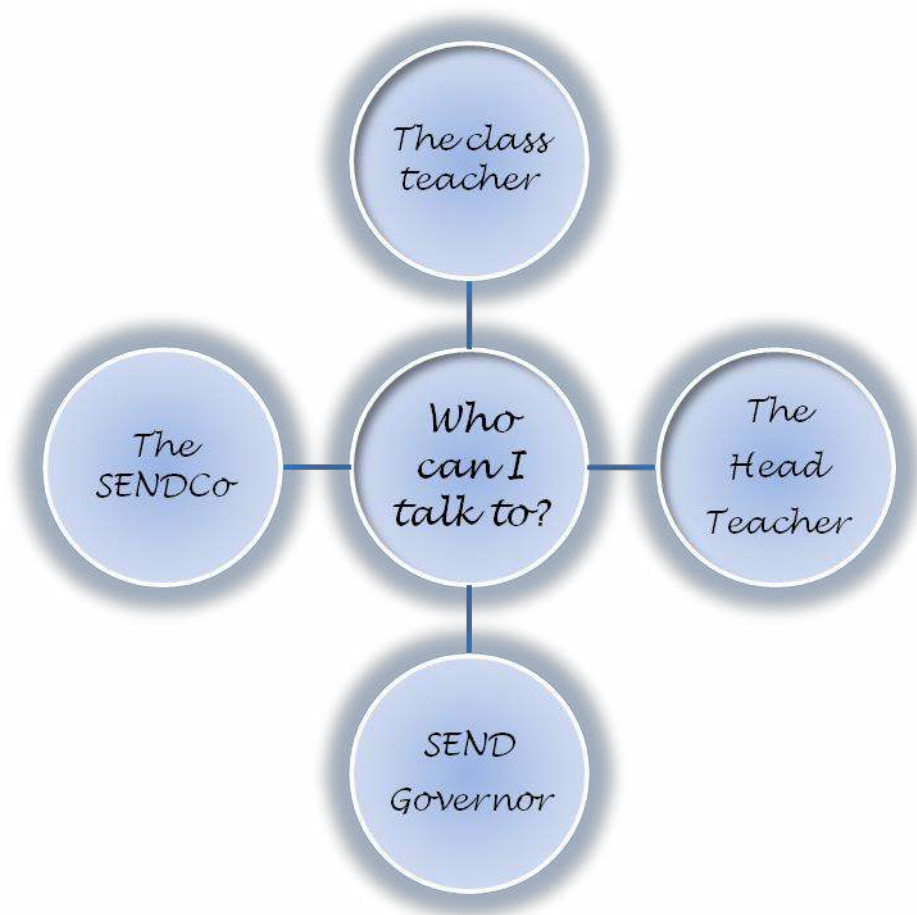 The class
teacher
The
SENDCo
Who
can I
talk to?
The
Head
Teacher
SEND
Governor